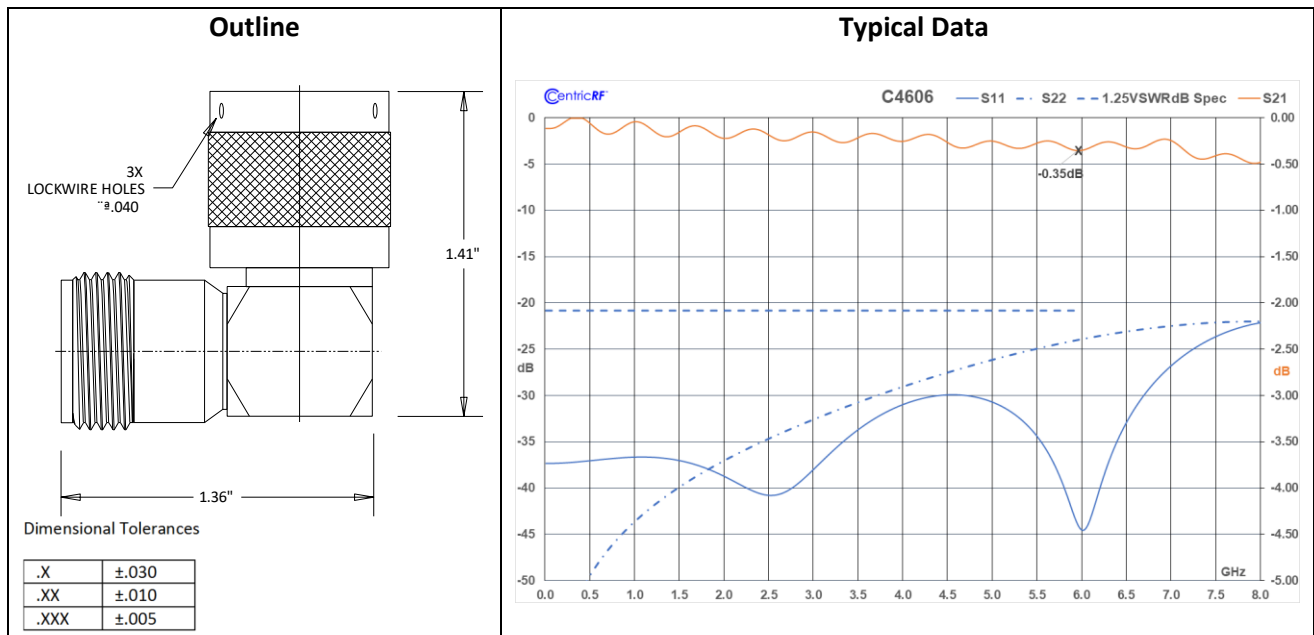 Outline
3X
LOCKWIRE HOLES
¨ª.040
1.41"
1.36"
Dimensional Tolerances
.X ±.030
.XX ±.010
.XXX ±.005
Typical Data
CentricRF™
C4606 S11 S22 1.25VSWRdB Spec S21
0 0.00
-5 -0.50
-0.35dB
X
-10 -1.00
-15 -1.50
-20 -2.00
-25 -2.50
dB dB
-30 -3.00
-35 -3.50
-40 -4.00
-45 -4.50
GHz
-50 -5.00
0.0 0.5 1.0 1.5 2.0 2.5 3.0 3.5 4.0 4.5 5.0 5.5 6.0 6.5 7.0 7.5 8.0